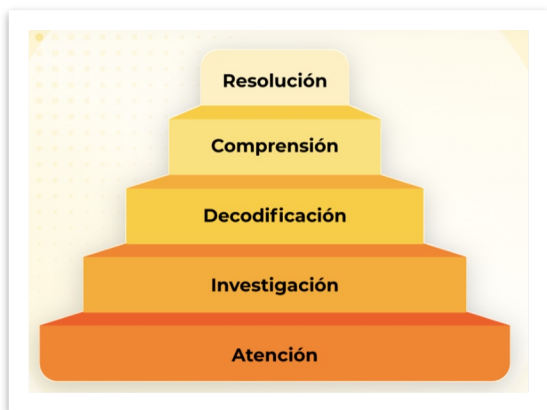 Resolución
Comprensión
Decodificación
Investigación
Atención